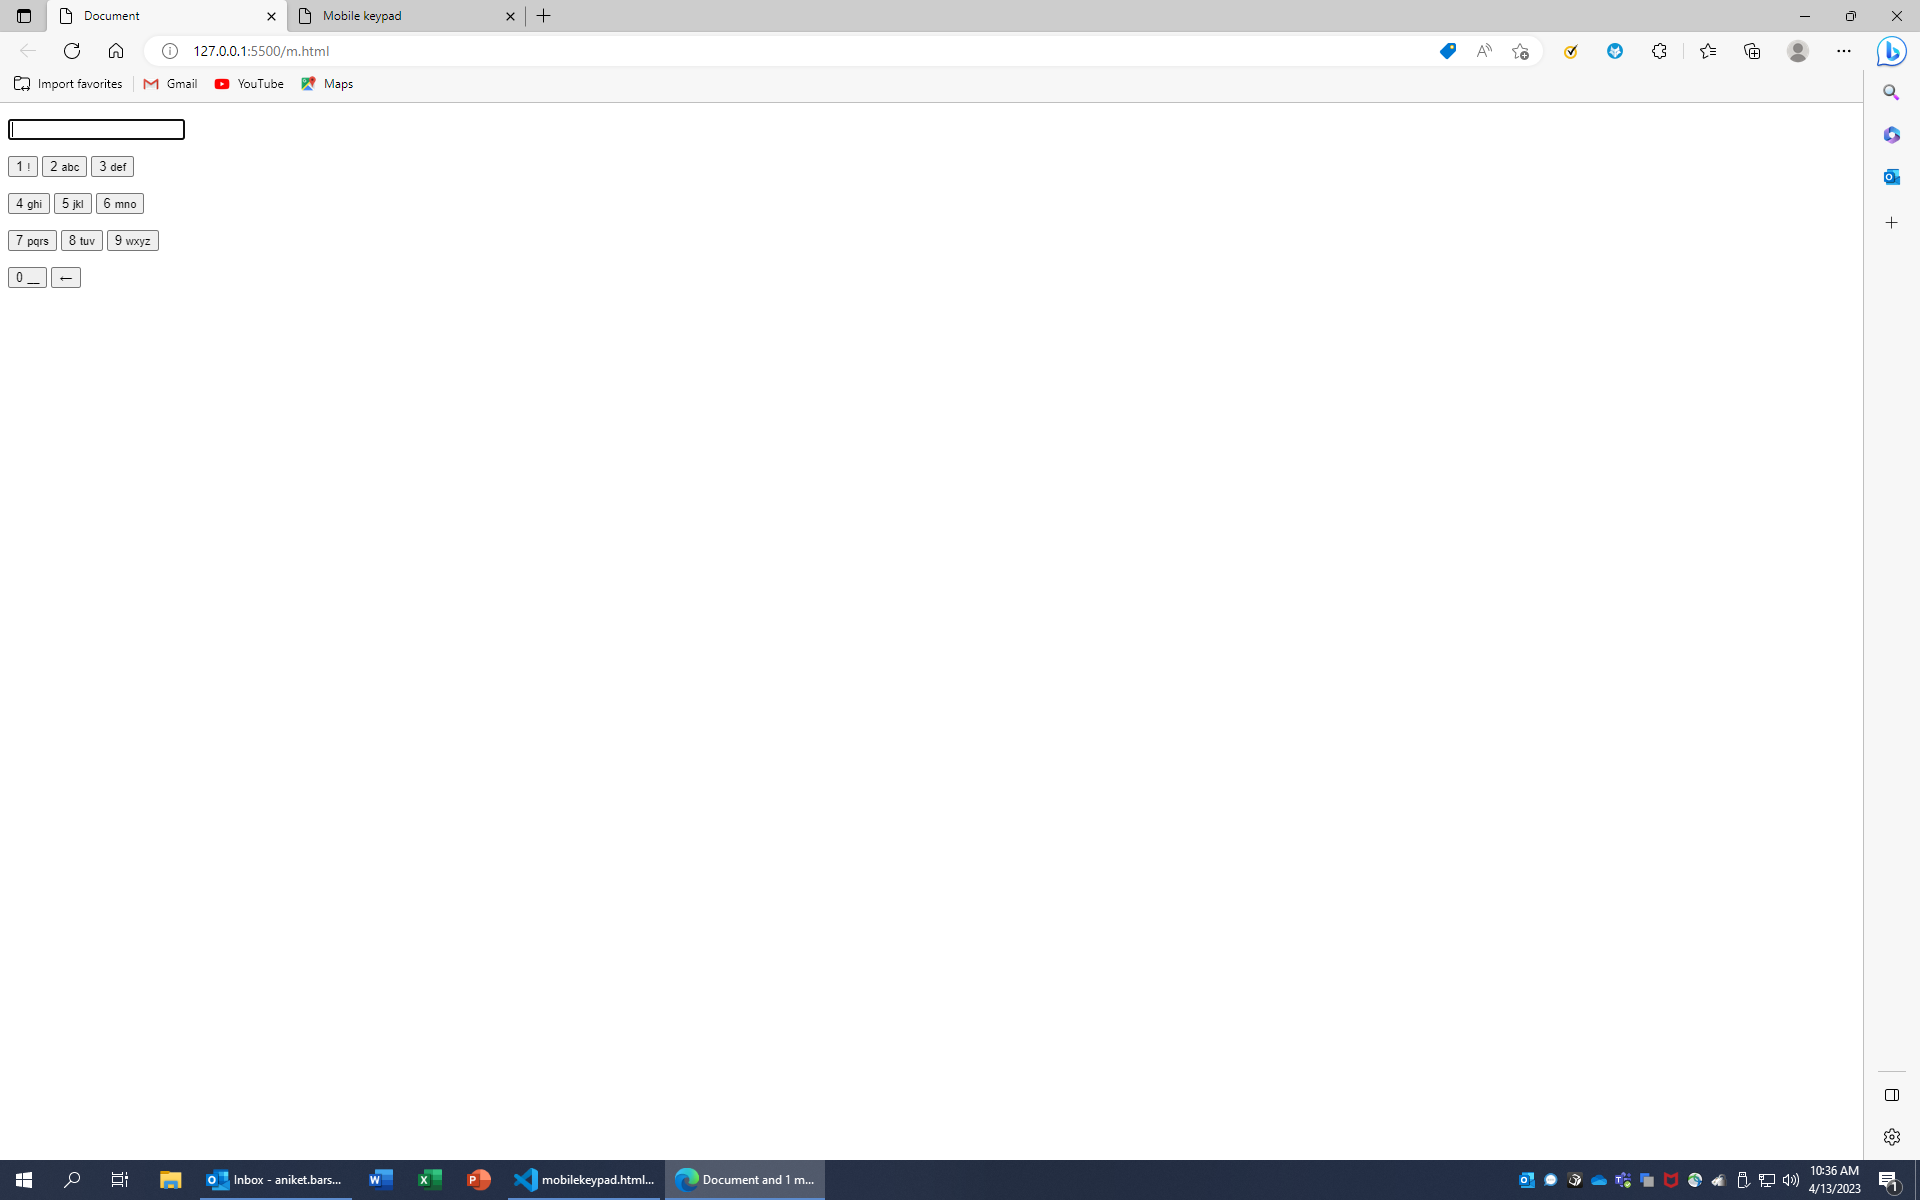 Document
Mobile keypad
127.0.0.1:5500/m.html
Import favorites
Gmail
YouTube
Maps
1 !
2 abc
3 def
4 ghi
5 jkl
6 mno
7 pqrs
8 tuv
9 wxyz
0 __
←
Inbox - aniket.bars...
mobilekeypad.html...
Document and 1 m...
10:36 AM
4/13/2023
1